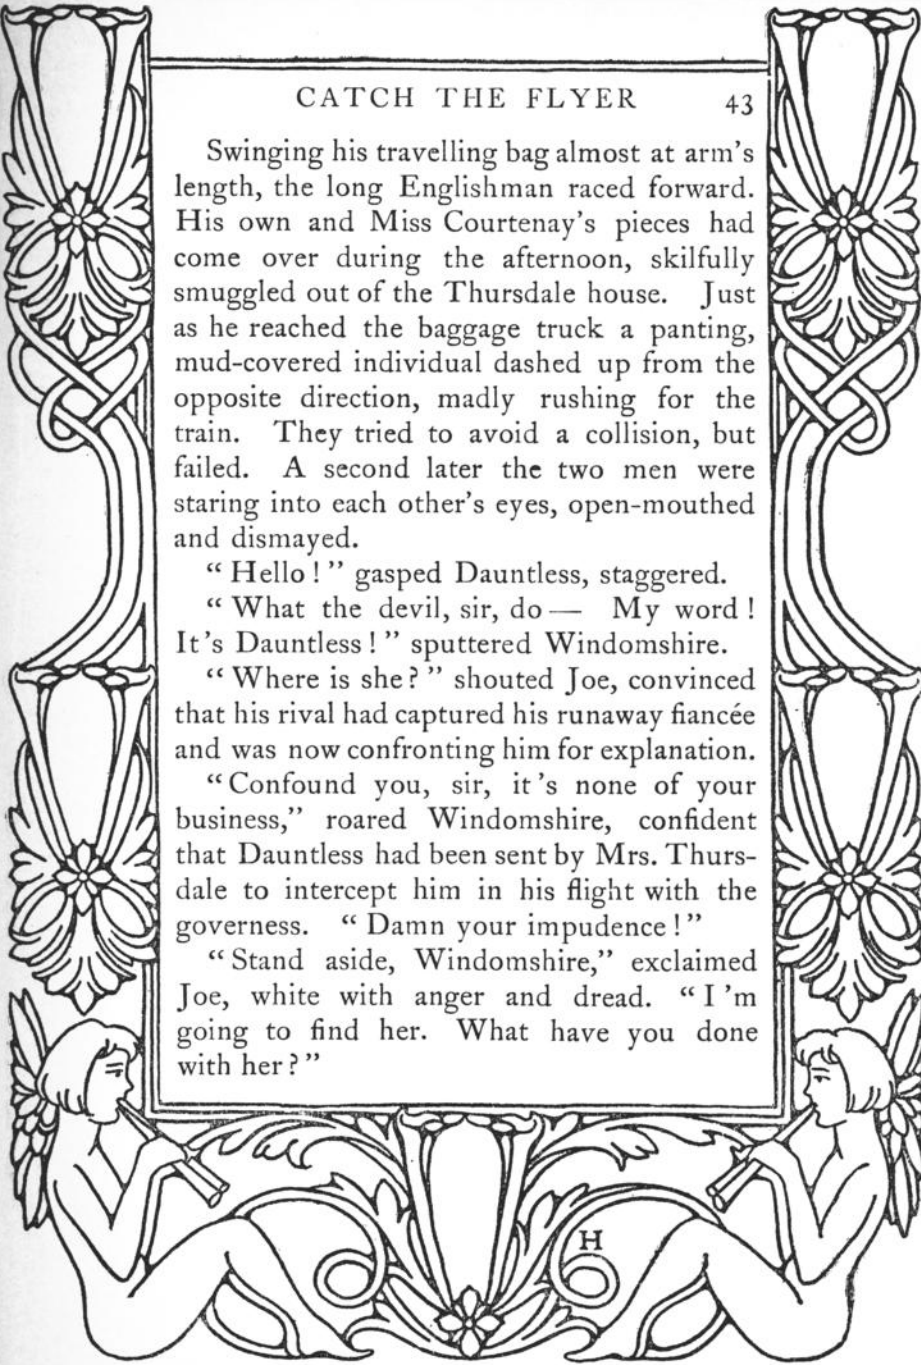 CATCH THE FLYER 43
Swinging his travelling bag almost at arm's
length, the long Englishman raced forward.
His own and Miss Courtenay's pieces had
come over during the afternoon, skilfully
smuggled out of the Thursdale house. Just
as he reached the baggage truck a panting,
mud-covered individual dashed up from the
opposite direction, madly rushing for the
train. They tried to avoid a collision, but
failed. A second later the two men were
staring into each other's eyes, open-mouthed
and dismayed.
“Hello!” gasped Dauntless, staggered.
“What the devil, sir, do— My word!
It's Dauntless!” sputtered Windomshire.
“Where is she?” shouted Joe, convinced
that his rival had captured his runaway fiancée
and was now confronting him for explanation.
“Confound you, sir, it's none of your
business,” roared Windomshire, confident
that Dauntless had been sent by Mrs. Thurs-
dale to intercept him in his flight with the
governess. “Damn your impudence!”
“Stand aside, Windomshire,” exclaimed
Joe, white with anger and dread. “I'm
going to find her. What have you done
with her?”
H